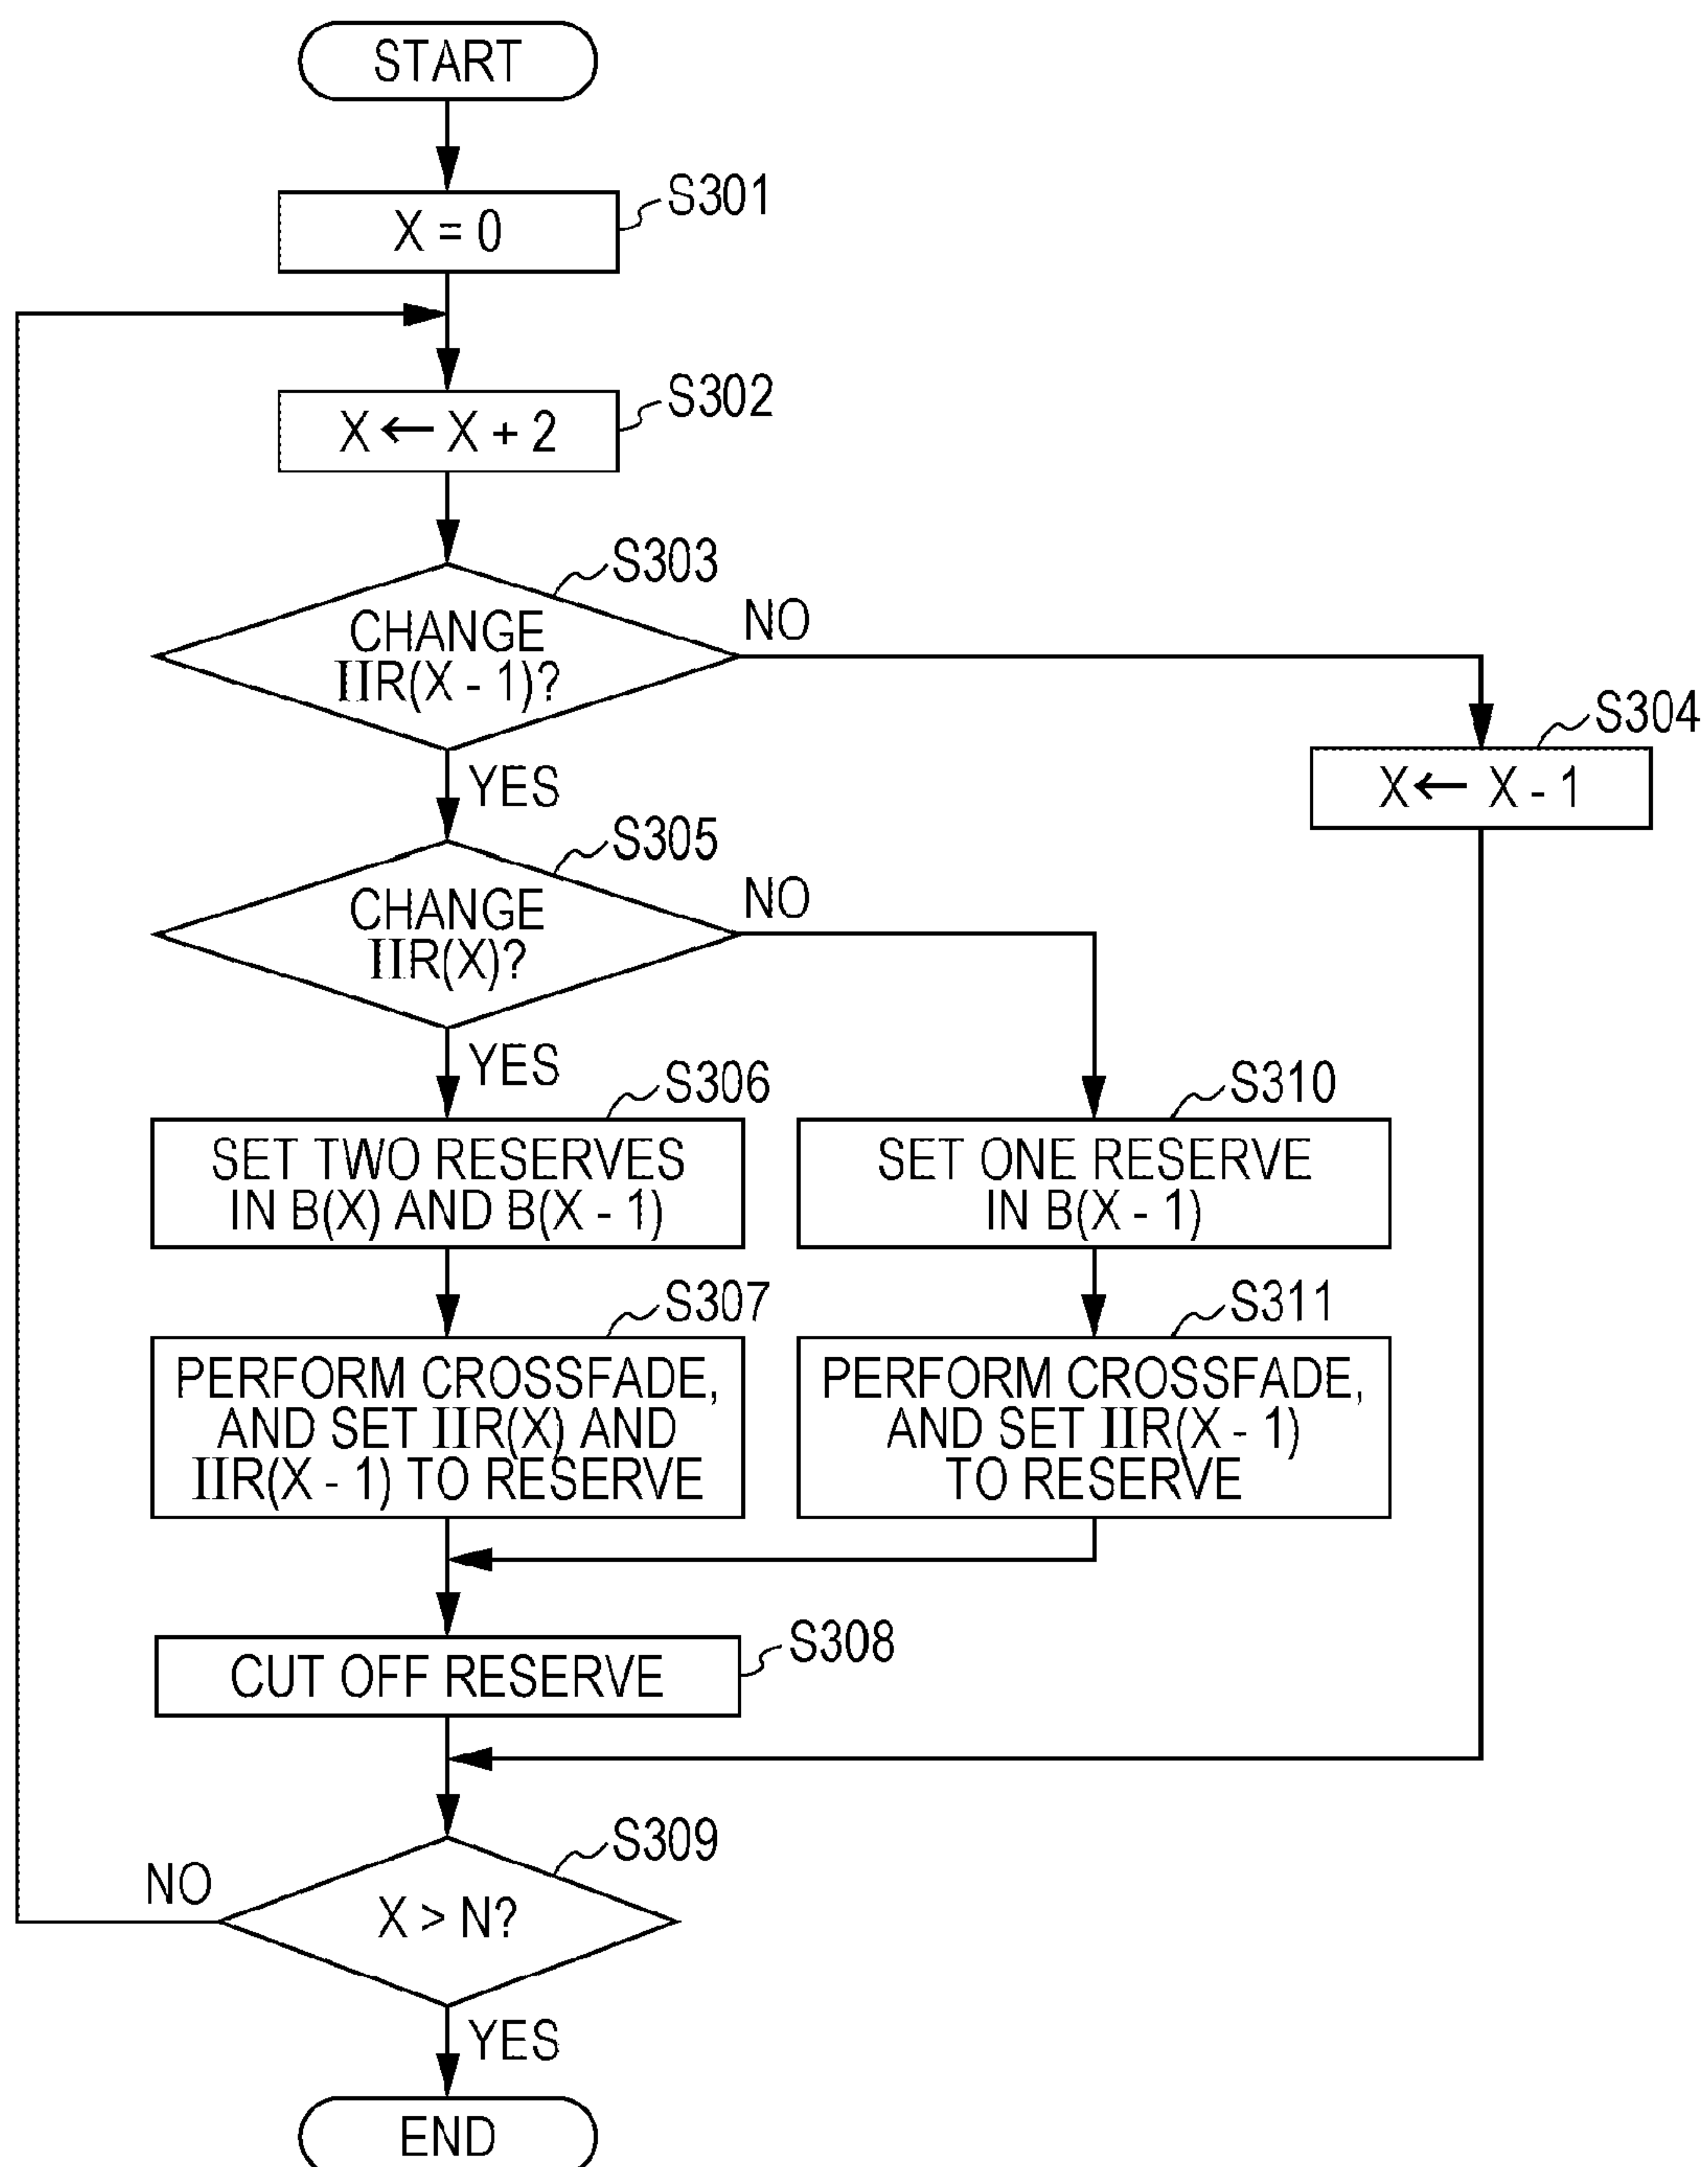 START
S301
X = 0
S302
X ← X + 2
S303
CHANGE
IIR(X - 1)?
NO
S304
X ← X - 1
YES
S305
CHANGE
IIR(X)?
NO
YES
S306
SET TWO RESERVES
IN B(X) AND B(X - 1)
S310
SET ONE RESERVE
IN B(X - 1)
S307
PERFORM CROSSFADE,
AND SET IIR(X) AND
IIR(X - 1) TO RESERVE
S311
PERFORM CROSSFADE,
AND SET IIR(X - 1)
TO RESERVE
S308
CUT OFF RESERVE
S309
NO
X > N?
YES
END